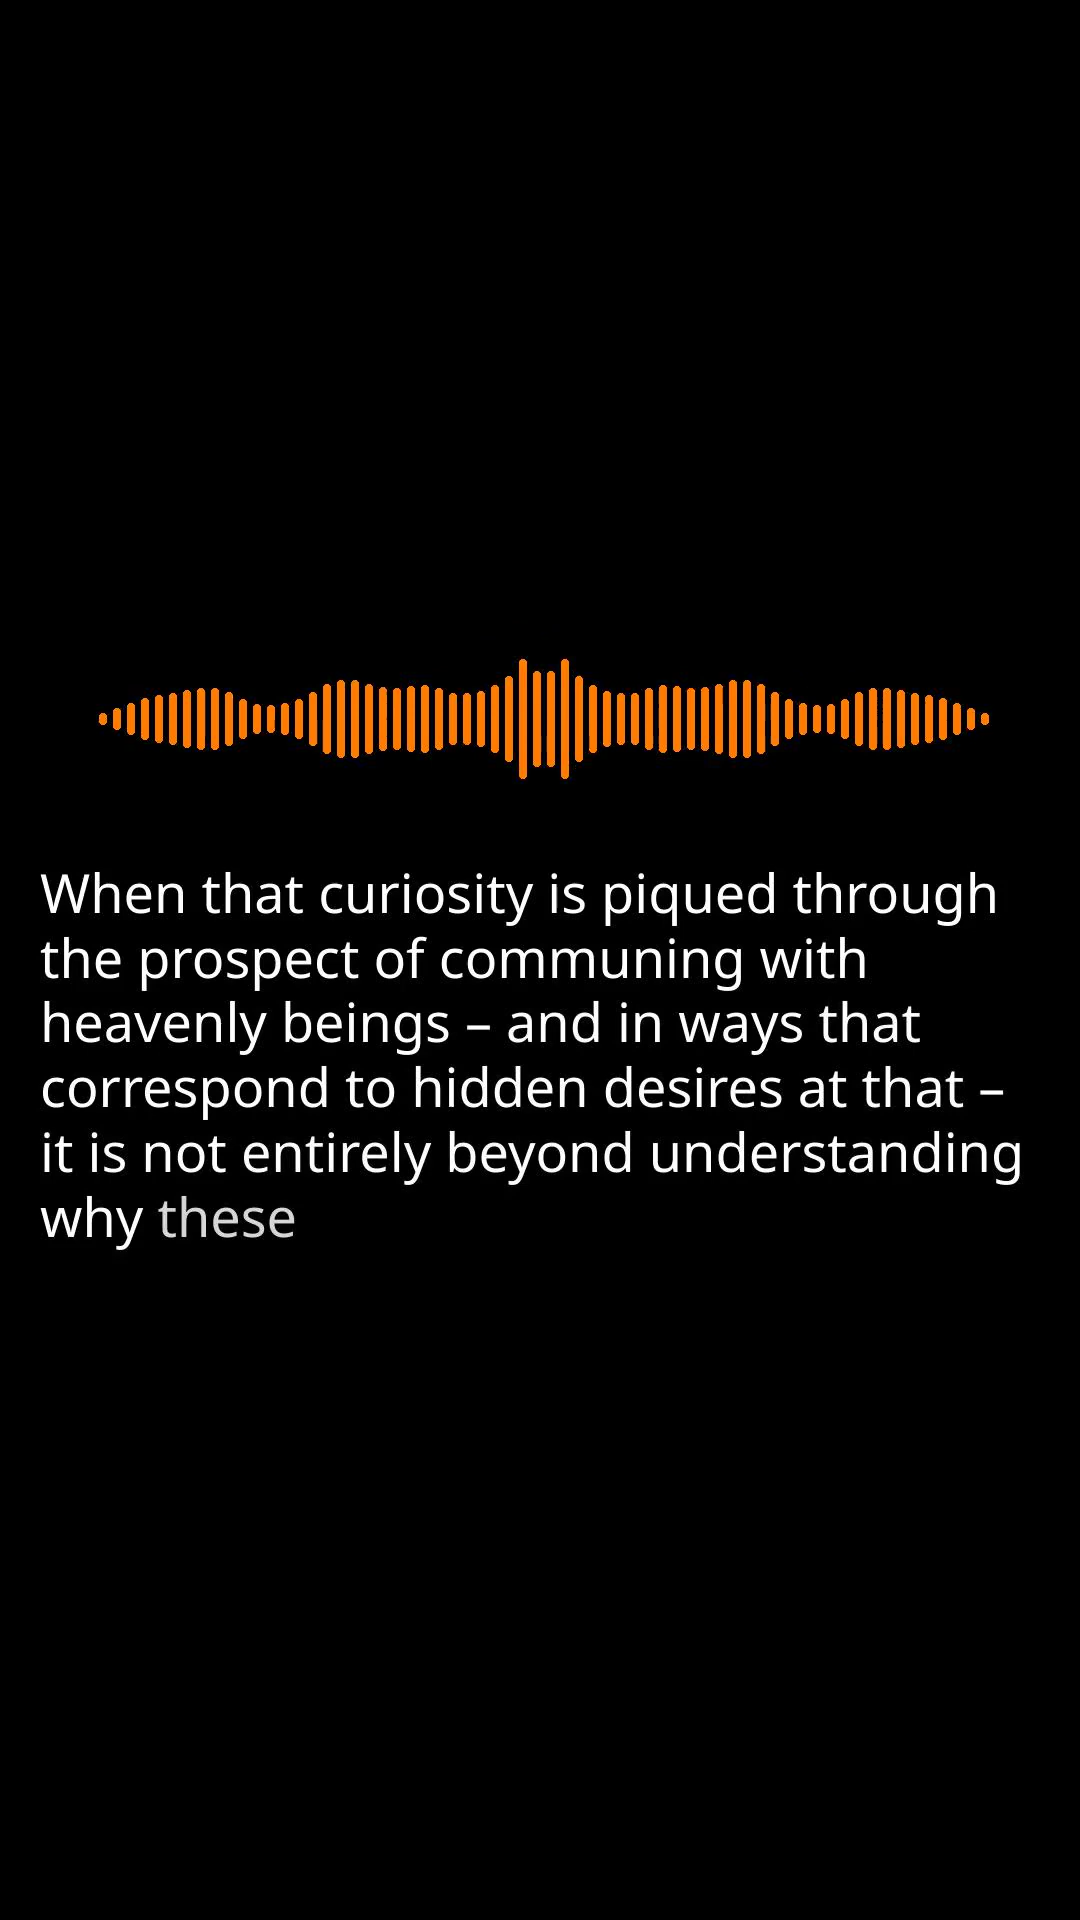 When that curiosity is piqued through
the prospect of communing with
heavenly beings – and in ways that
correspond to hidden desires at that –
it is not entirely beyond understanding
why these